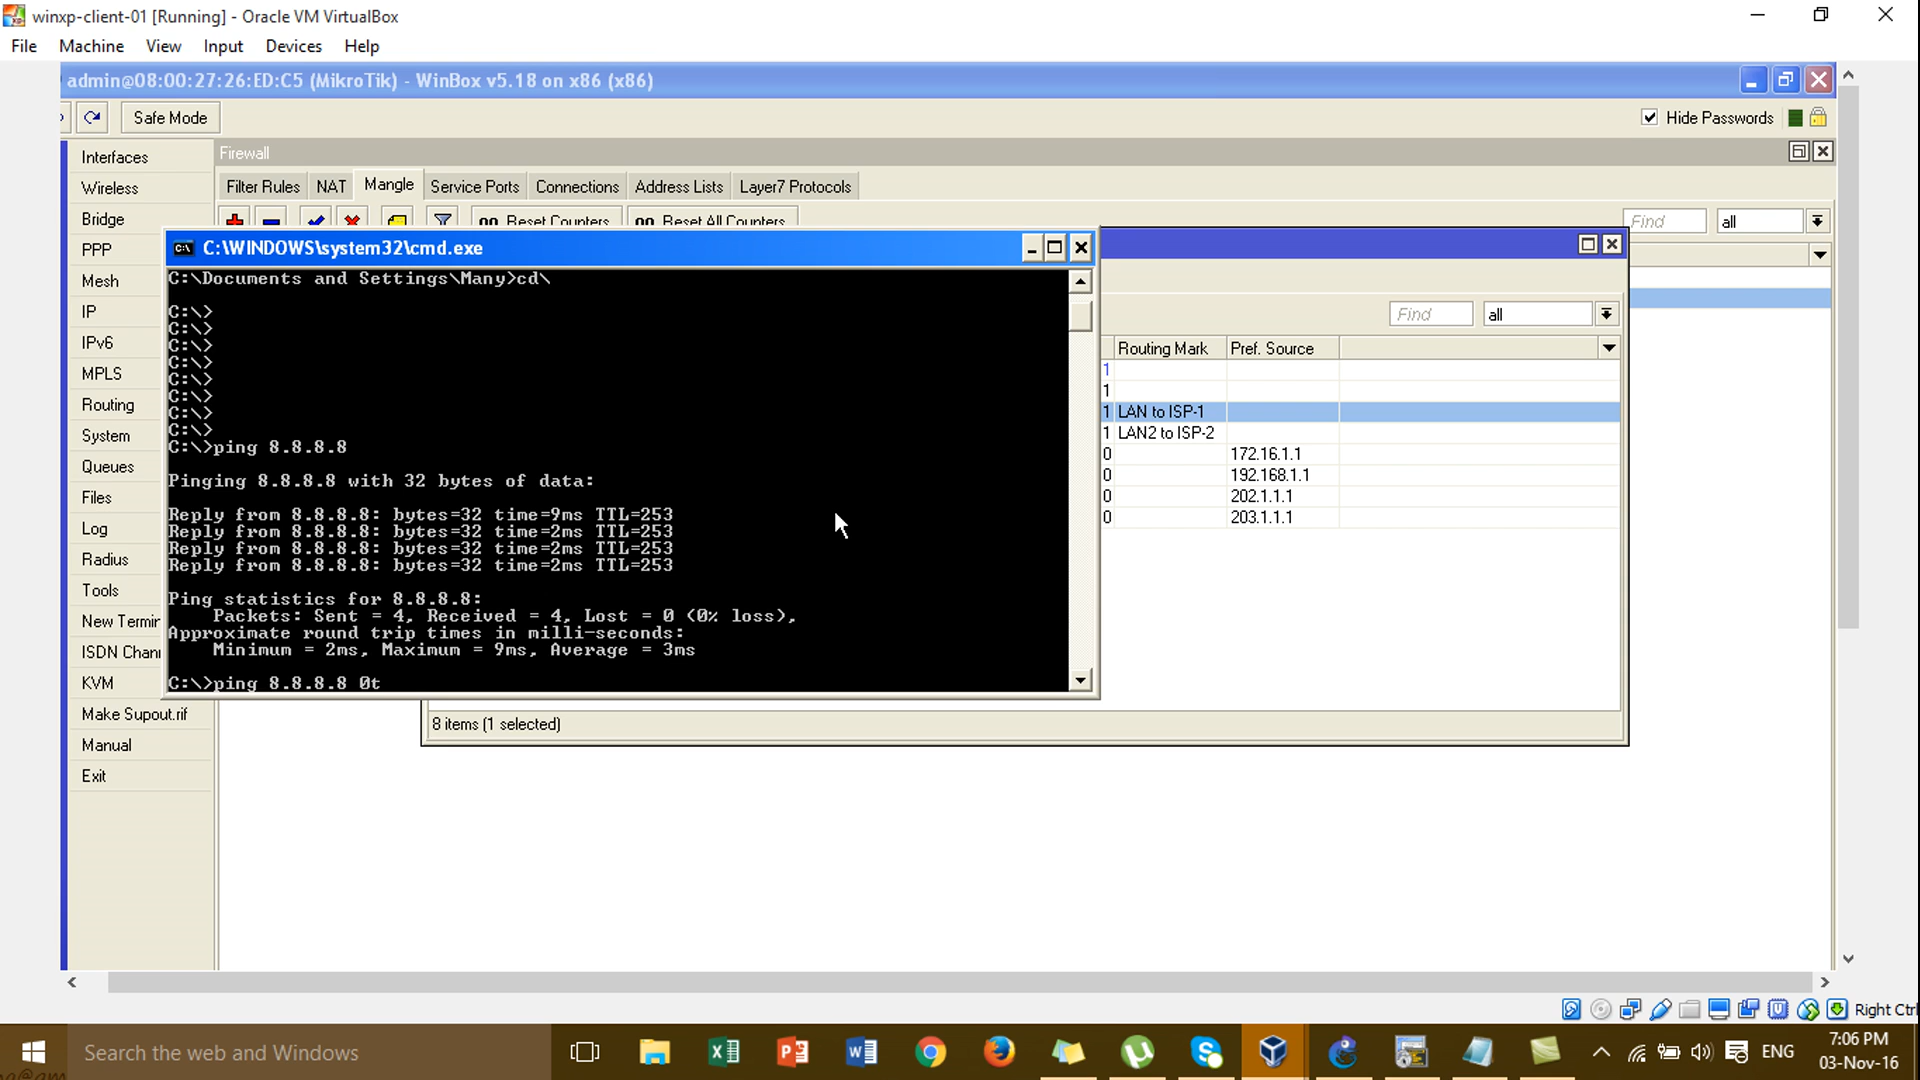 winxp-client-01 [Running] - Oracle VM VirtualBox
File Machine View Input Devices Help
admin@08:00:27:26:ED:C5 (MikroTik) - WinBox v5.18 on x86 (x86)
Safe Mode
Hide Passwords
Firewall
Filter Rules NAT Mangle Service Ports Connections Address Lists Layer7 Protocols
00 Reset Counters 00 Reset All Counters
Find all
Interfaces
Wireless
Bridge
PPP
Mesh
IP
IPv6
MPLS
Routing
System
Queues
Files
Log
Radius
Tools
New Termin
ISDN Chan
KVM
Make Supout.rif
Manual
Exit
C:\WINDOWS\system32\cmd.exe
C:\Documents and Settings\Many>cd\
C:\>
C:\>
C:\>
C:\>
C:\>
C:\>
C:\>
C:\>
C:\>ping 8.8.8.8
Pinging 8.8.8.8 with 32 bytes of data:
Reply from 8.8.8.8: bytes=32 time=9ms TTL=253
Reply from 8.8.8.8: bytes=32 time=2ms TTL=253
Reply from 8.8.8.8: bytes=32 time=2ms TTL=253
Reply from 8.8.8.8: bytes=32 time=2ms TTL=253
Ping statistics for 8.8.8.8:
Packets: Sent = 4, Received = 4, Lost = 0 (0% loss),
Approximate round trip times in milli-seconds:
Minimum = 2ms, Maximum = 9ms, Average = 3ms
C:\>ping 8.8.8.8 0t
Find all
Routing Mark Pref. Source
1
1
1 LAN to ISP-1
1 LAN2 to ISP-2
0 172.16.1.1
0 192.168.1.1
0 202.1.1.1
0 203.1.1.1
8 items (1 selected)
Right Ctrl
Search the web and Windows
ENG
7:06 PM
03-Nov-16